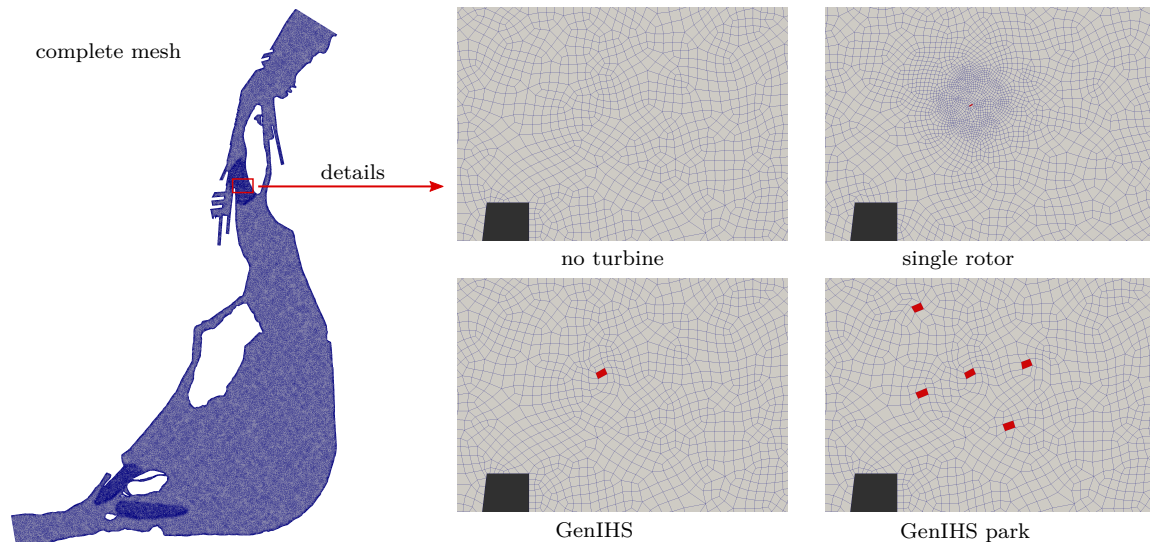 complete mesh
details
no turbine
single rotor
GenIHS
GenIHS park